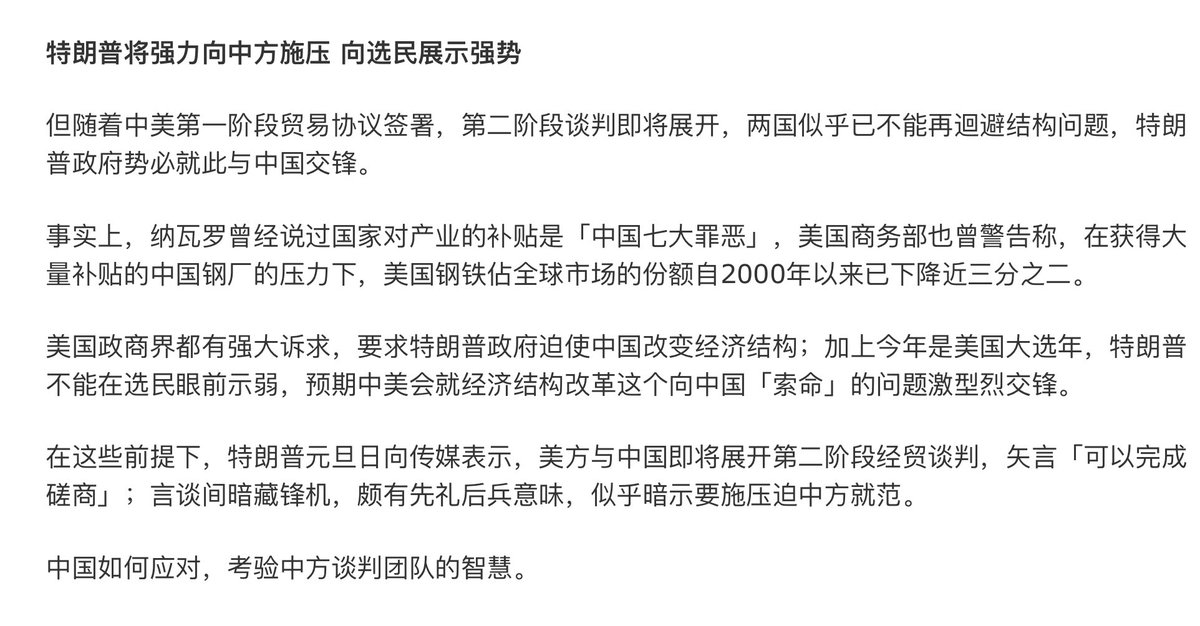 特朗普将强力向中方施压 向选民展示强势
但随着中美第一阶段贸易协议签署，第二阶段谈判即将展开，两国似乎已不能再迴避结构问题，特朗
普政府势必就此与中国交锋。
事实上，纳瓦罗曾经说过国家对产业的补贴是「中国七大罪恶」，美国商务部也曾警告称，在获得大
量补贴的中国钢厂的压力下，美国钢铁佔全球市场的份额自2000年以来已下降近三分之二。
美国政商界都有强大诉求，要求特朗普政府迫使中国改变经济结构；加上今年是美国大选年，特朗普
不能在选民眼前示弱，预期中美会就经济结构改革这个向中国「索命」的问题激型烈交锋。
在这些前提下，特朗普元旦日向传媒表示，美方与中国即将展开第二阶段经贸谈判，矢言「可以完成
磋商」；言谈间暗藏锋机，颇有先礼后兵意味，似乎暗示要施压迫中方就范。
中国如何应对，考验中方谈判团队的智慧。